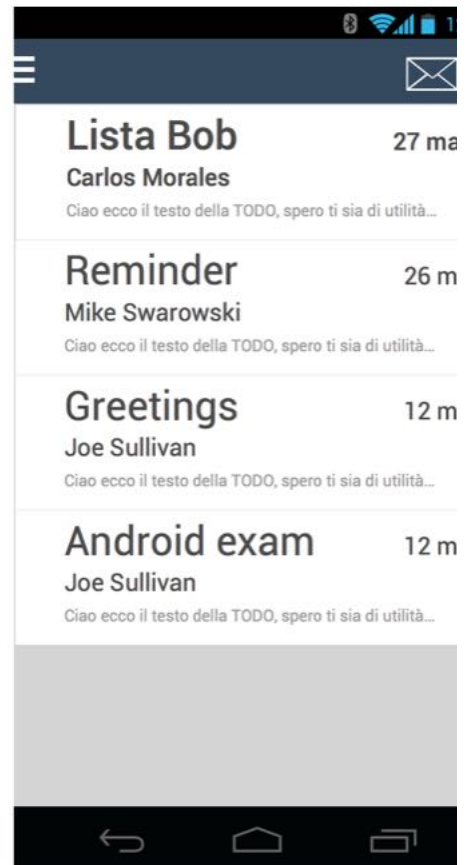 1
Lista Bob
27 ma
Carlos Morales
Ciao ecco il testo della TODO, spero ti sia di utilità...
Reminder
26 m
Mike Swarowski
Ciao ecco il testo della TODO, spero ti sia di utilità...
Greetings
12 m
Joe Sullivan
Ciao ecco il testo della TODO, spero ti sia di utilità...
Android exam
12 m
Joe Sullivan
Ciao ecco il testo della TODO, spero ti sia di utilità...